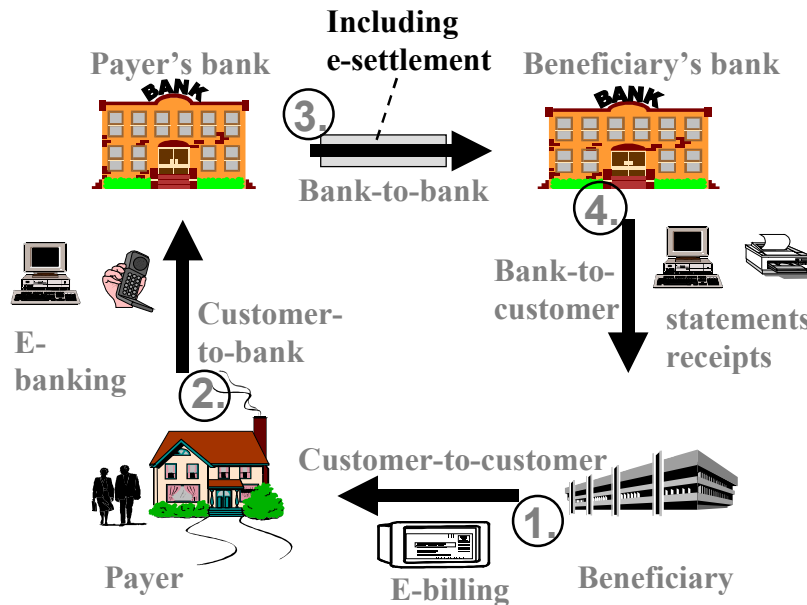 Including
e-settlement
Payer's bank
Beneficiary's bank
BANK
BANK
3.
Bank-to-bank
4.
Bank-to-
customer
statements
receipts
E-
banking
Customer-
to-bank
2.
Customer-to-customer
1.
Payer
E-billing
Beneficiary